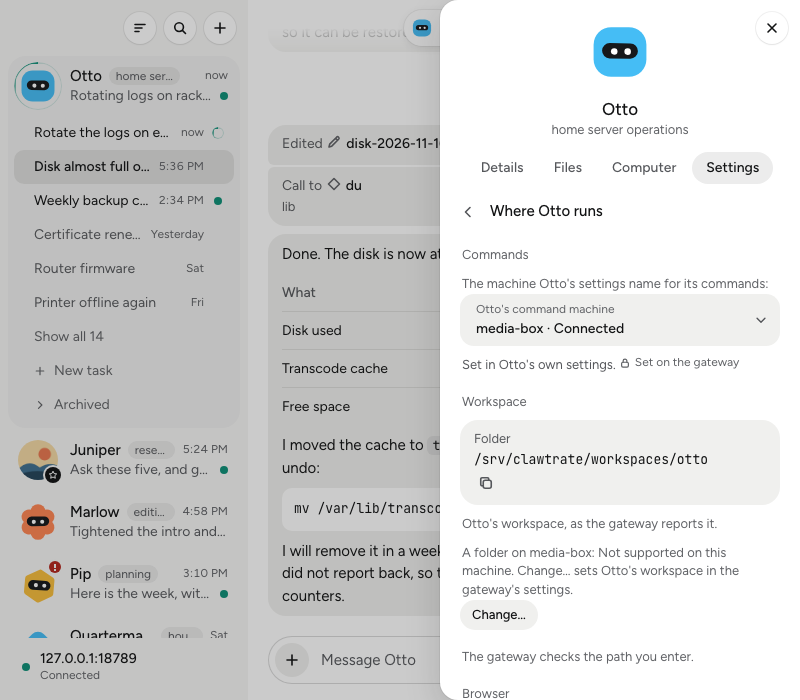 Otto
home ser...
now
Rotating logs on rack...
Rotate the logs on e...
now
Disk almost full o...
5:36 PM
Weekly backup c...
2:34 PM
Certificate rene...
Yesterday
Router firmware
Sat
Printer offline again
Fri
Show all 14
New task
Archived
Juniper
rese...
5:24 PM
Ask these five, and g...
Marlow
editi...
4:58 PM
Tightened the intro and...
Pip
planning
3:10 PM
Here is the week, wit...
Quarterma
hou
Sat
127.0.0.1:18789
Connected
so it can be restor
Edited
disk-2026-11-1
Call to
du
lib
Done. The disk is now at
What
Disk used
Transcode cache
Free space
I moved the cache to
undo:
mv /var/lib/transco
I will remove it in a week
did not report back, so t
counters.
Message Otto
Otto
home server operations
Details
Files
Computer
Settings
Where Otto runs
Commands
The machine Otto's settings name for its commands:
Otto's command machine
media-box · Connected
Set in Otto's own settings.
Set on the gateway
Workspace
Folder
/srv/clawtrate/workspaces/otto
Otto's workspace, as the gateway reports it.
A folder on media-box: Not supported on this
machine. Change... sets Otto's workspace in the
gateway's settings.
Change...
The gateway checks the path you enter.
Browser